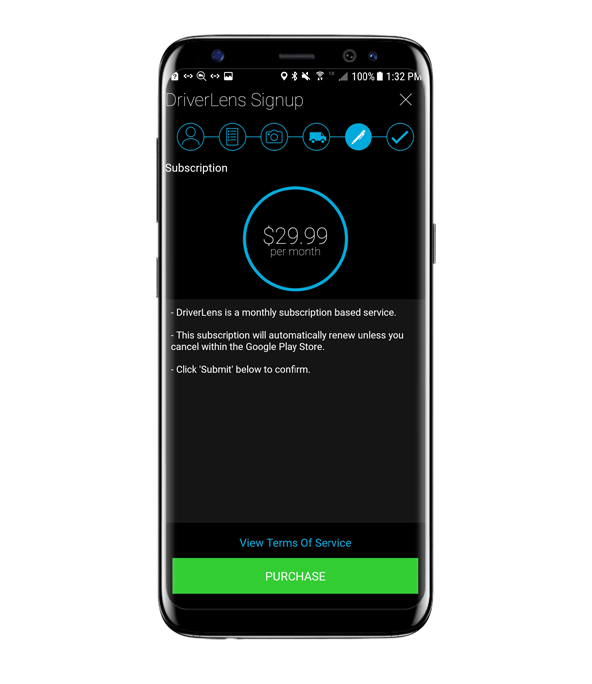 100% 1:32 PM
DriverLens Signup
Subscription
$29.99
per month
- DriverLens is a monthly subscription based service.
- This subscription will automatically renew unless you
cancel within the Google Play Store.
- Click 'Submit' below to confirm.
View Terms Of Service
PURCHASE